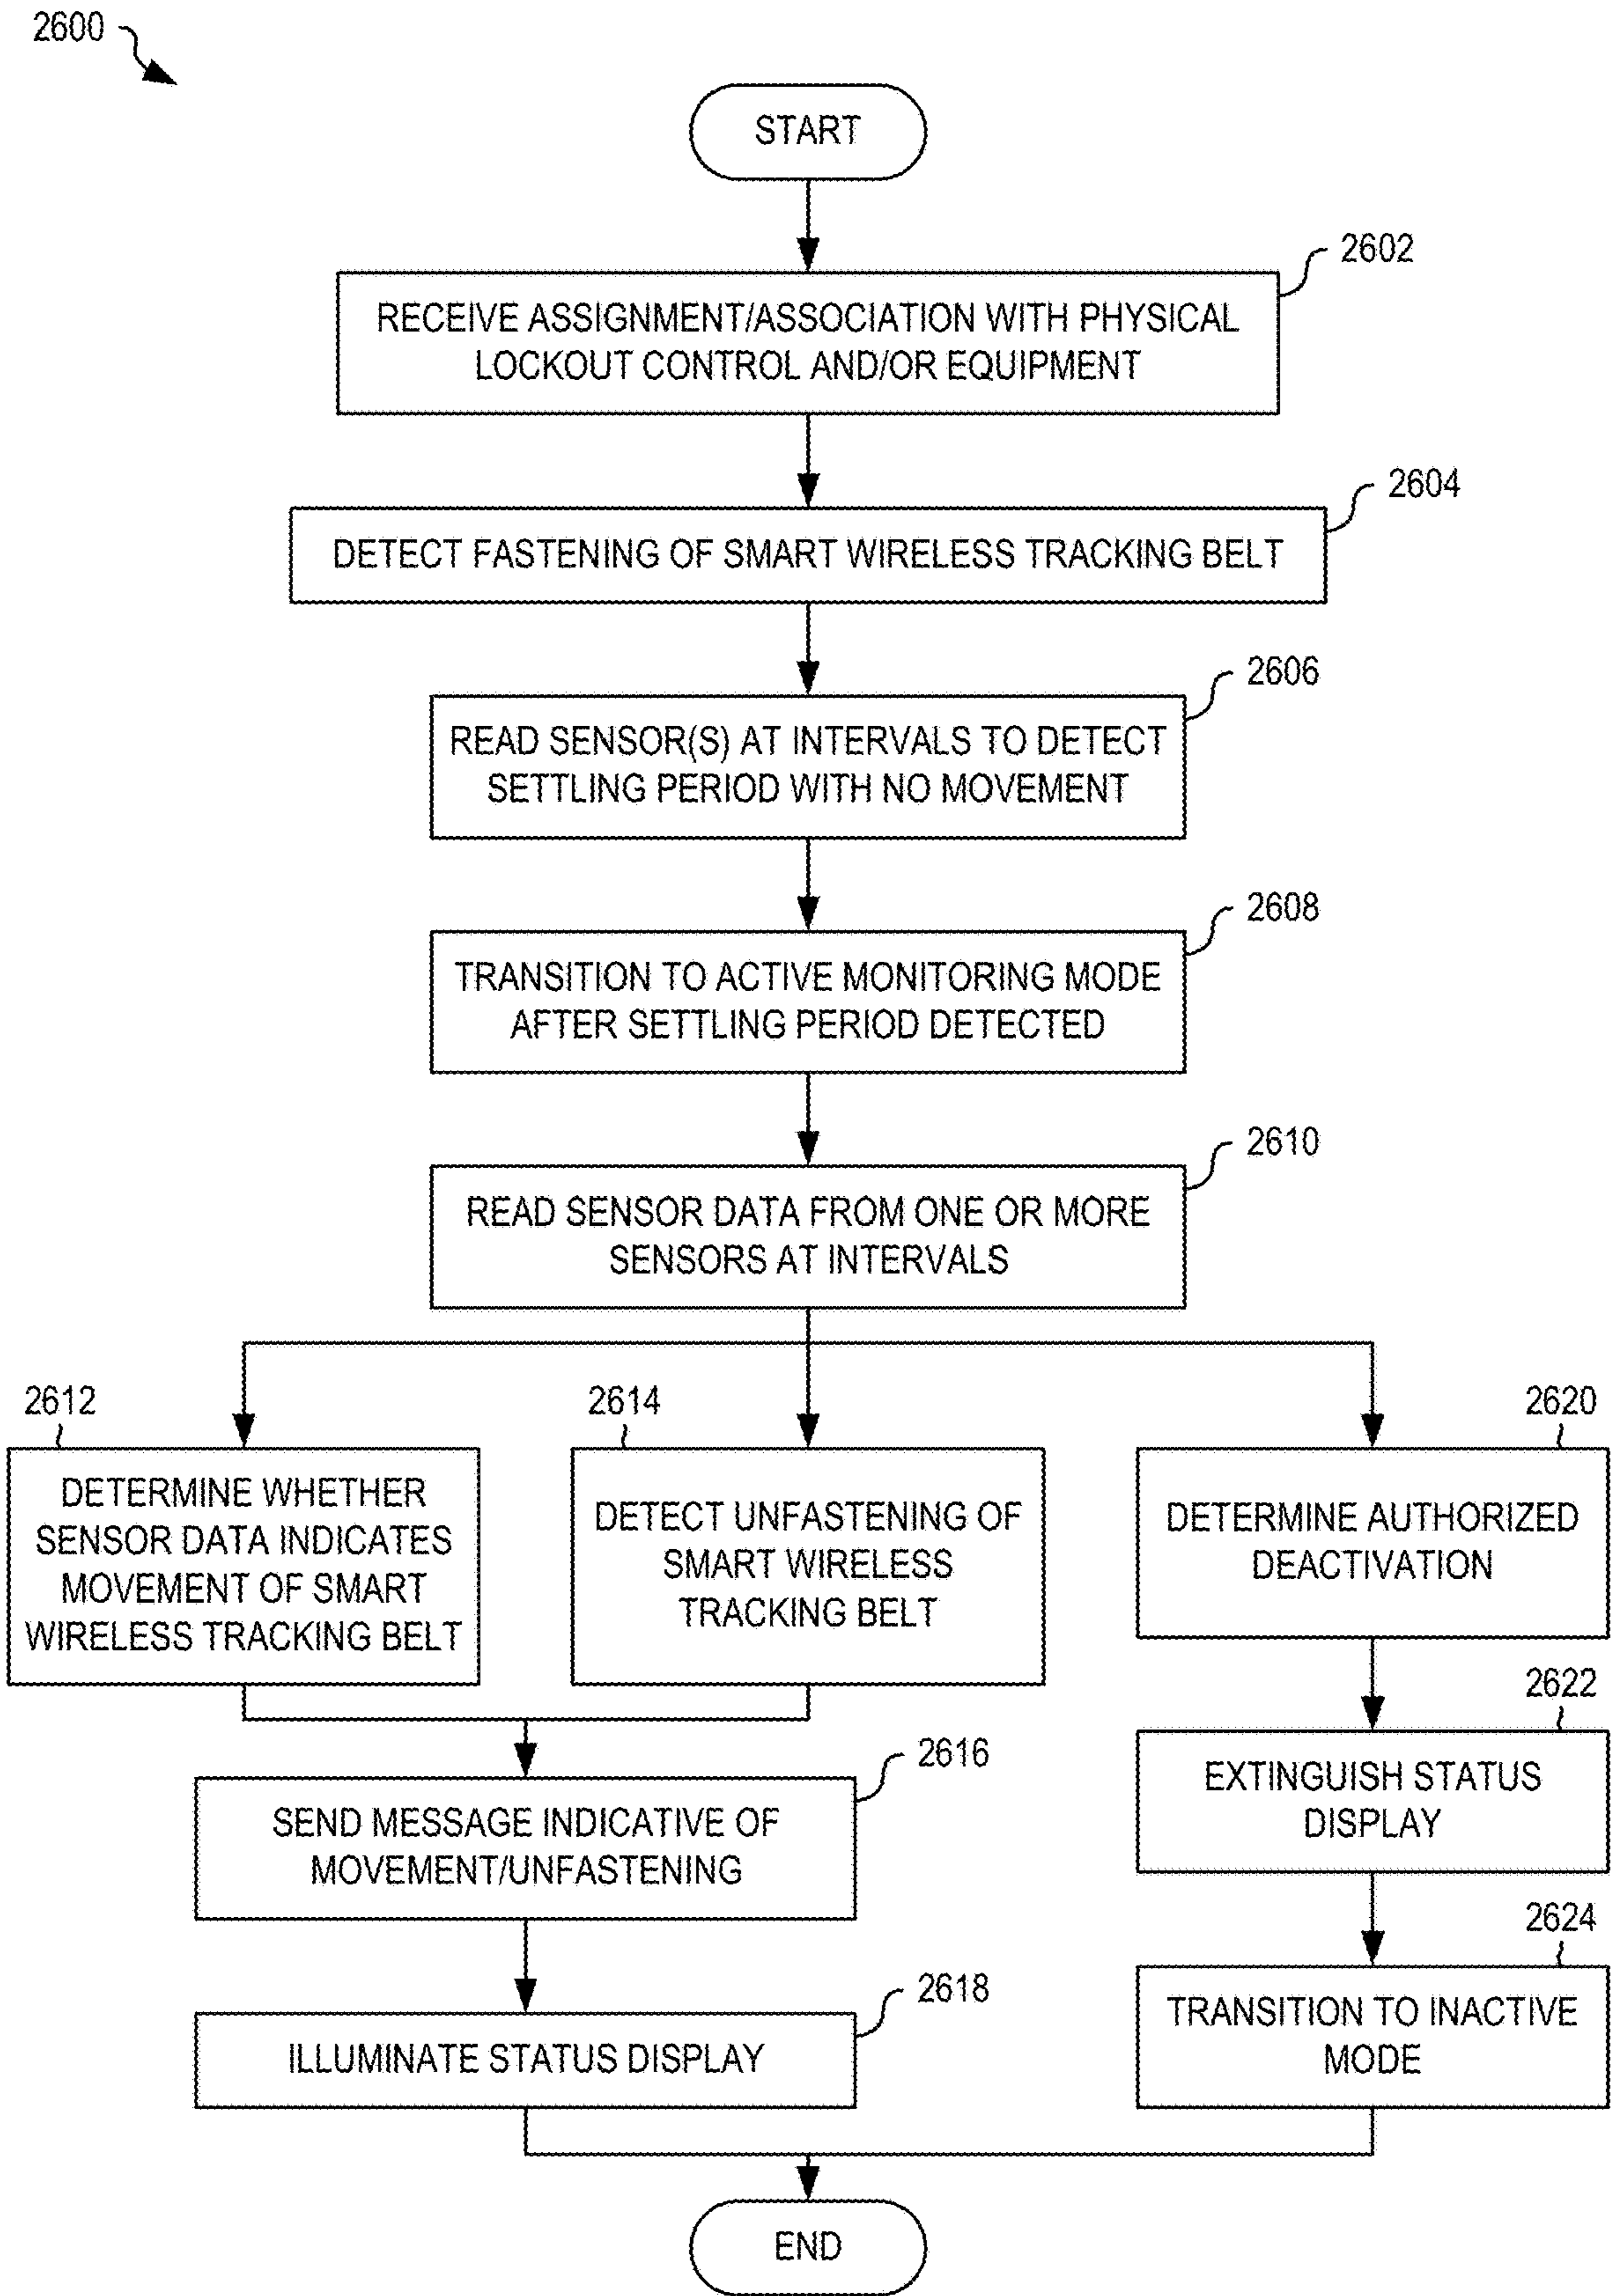 2600
START
2602
RECEIVE ASSIGNMENT/ASSOCIATION WITH PHYSICAL
LOCKOUT CONTROL AND/OR EQUIPMENT
2604
DETECT FASTENING OF SMART WIRELESS TRACKING BELT
2606
READ SENSOR(S) AT INTERVALS TO DETECT
SETTLING PERIOD WITH NO MOVEMENT
2608
TRANSITION TO ACTIVE MONITORING MODE
AFTER SETTLING PERIOD DETECTED
2610
READ SENSOR DATA FROM ONE OR MORE
SENSORS AT INTERVALS
2612
DETERMINE WHETHER
SENSOR DATA INDICATES
MOVEMENT OF SMART
WIRELESS TRACKING BELT
2614
DETECT UNFASTENING OF
SMART WIRELESS
TRACKING BELT
2616
SEND MESSAGE INDICATIVE OF
MOVEMENT/UNFASTENING
2618
ILLUMINATE STATUS DISPLAY
2620
DETERMINE AUTHORIZED
DEACTIVATION
2622
EXTINGUISH STATUS
DISPLAY
2624
TRANSITION TO INACTIVE
MODE
END